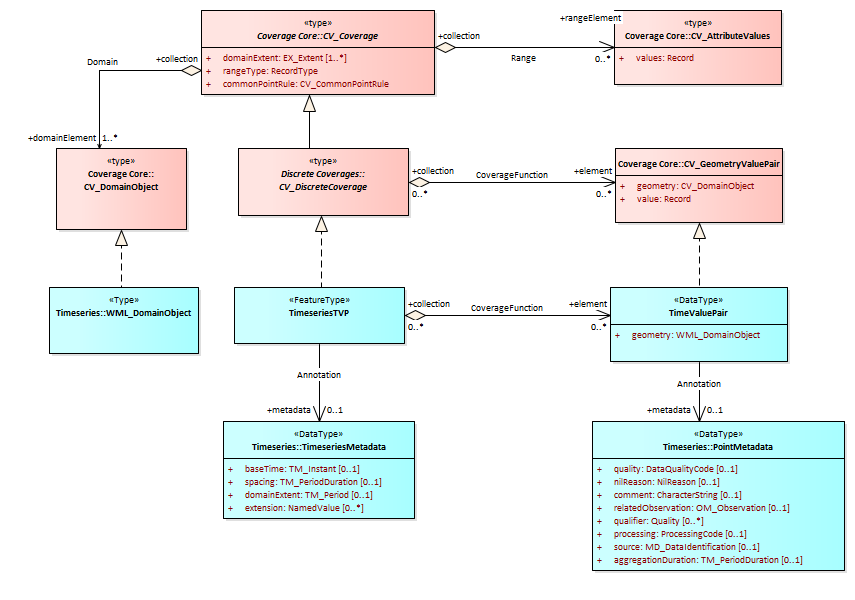 «type»
Coverage Core::CV_Coverage
+ domainExtent: EX_Extent [1..*]
+ rangeType: RecordType
+ commonPointRule: CV_CommonPointRule
+collection
Range
+rangeElement
0..*
«type»
Coverage Core::CV_AttributeValues
+ values: Record
+collection
Domain
+domainElement
1..*
«type»
Coverage Core::
CV_DomainObject
«type»
Discrete Coverages::
CV_DiscreteCoverage
+collection
0..*
CoverageFunction
+element
0..*
Coverage Core::CV_GeometryValuePair
+ geometry: CV_DomainObject
+ value: Record
«Type»
Timeseries::WML_DomainObject
«FeatureType»
TimeseriesTVP
+collection
0..*
CoverageFunction
+element
0..*
«DataType»
TimeValuePair
+ geometry: WML_DomainObject
Annotation
+metadata
0..1
Annotation
+metadata
0..1
«DataType»
Timeseries::TimeseriesMetadata
+ baseTime: TM_Instant [0..1]
+ spacing: TM_PeriodDuration [0..1]
+ domainExtent: TM_Period [0..1]
+ extension: NamedValue [0..*]
«DataType»
Timeseries::PointMetadata
+ quality: DataQualityCode [0..1]
+ nilReason: NilReason [0..1]
+ comment: CharacterString [0..1]
+ relatedObservation: OM_Observation [0..1]
+ qualifier: Quality [0..*]
+ processing: ProcessingCode [0..1]
+ source: MD_DataIdentification [0..1]
+ aggregationDuration: TM_PeriodDuration [0..1]